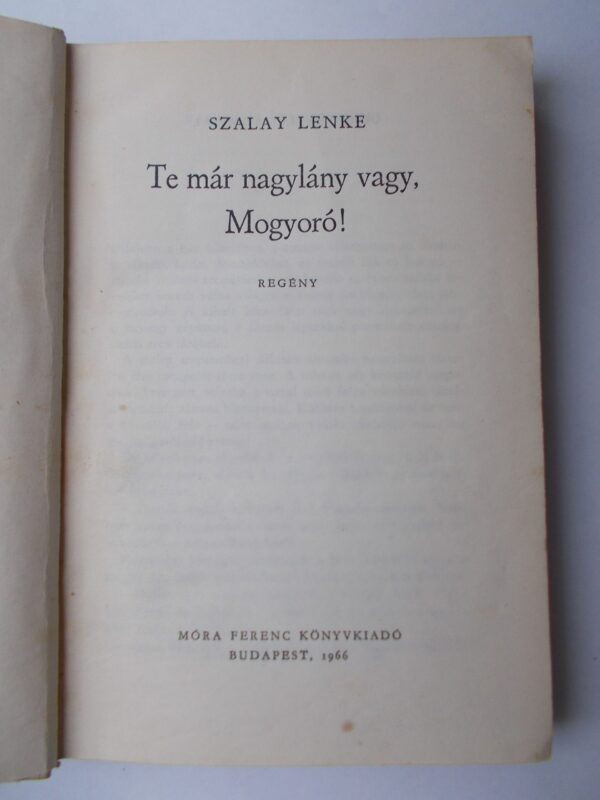 SZALAY LENKE
Te már nagylány vagy,
Mogyoró!
REGÉNY
MÓRA FERENC KÖNYVKIADÓ
BUDAPEST, 1966